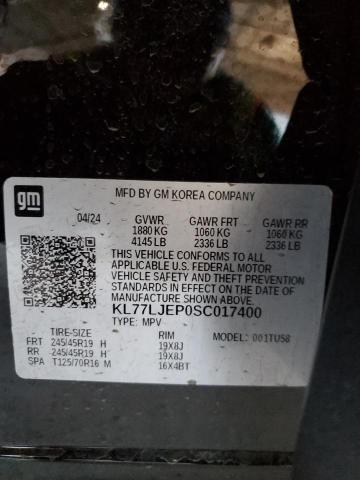 gm
MFD BY GM KOREA COMPANY
04/24 GVWR GAWR FRT GAWR RR
1880 KG 1060 KG 1060 KG
4145 LB 2336 LB 2336 LB
THIS VEHICLE CONFORMS TO ALL
APPLICABLE U.S. FEDERAL MOTOR
VEHICLE SAFETY AND THEFT PREVENTION
STANDARDS IN EFFECT ON THE DATE OF
MANUFACTURE SHOWN ABOVE.
KL77LJEP0SC017400
TYPE: MPV
TIRE-SIZE RIM MODEL: 001TU58
FRT 245/45R19 H 19X8J
RR 245/45R19 H 19X8J
SPA T125/70R16 M 16X4BT